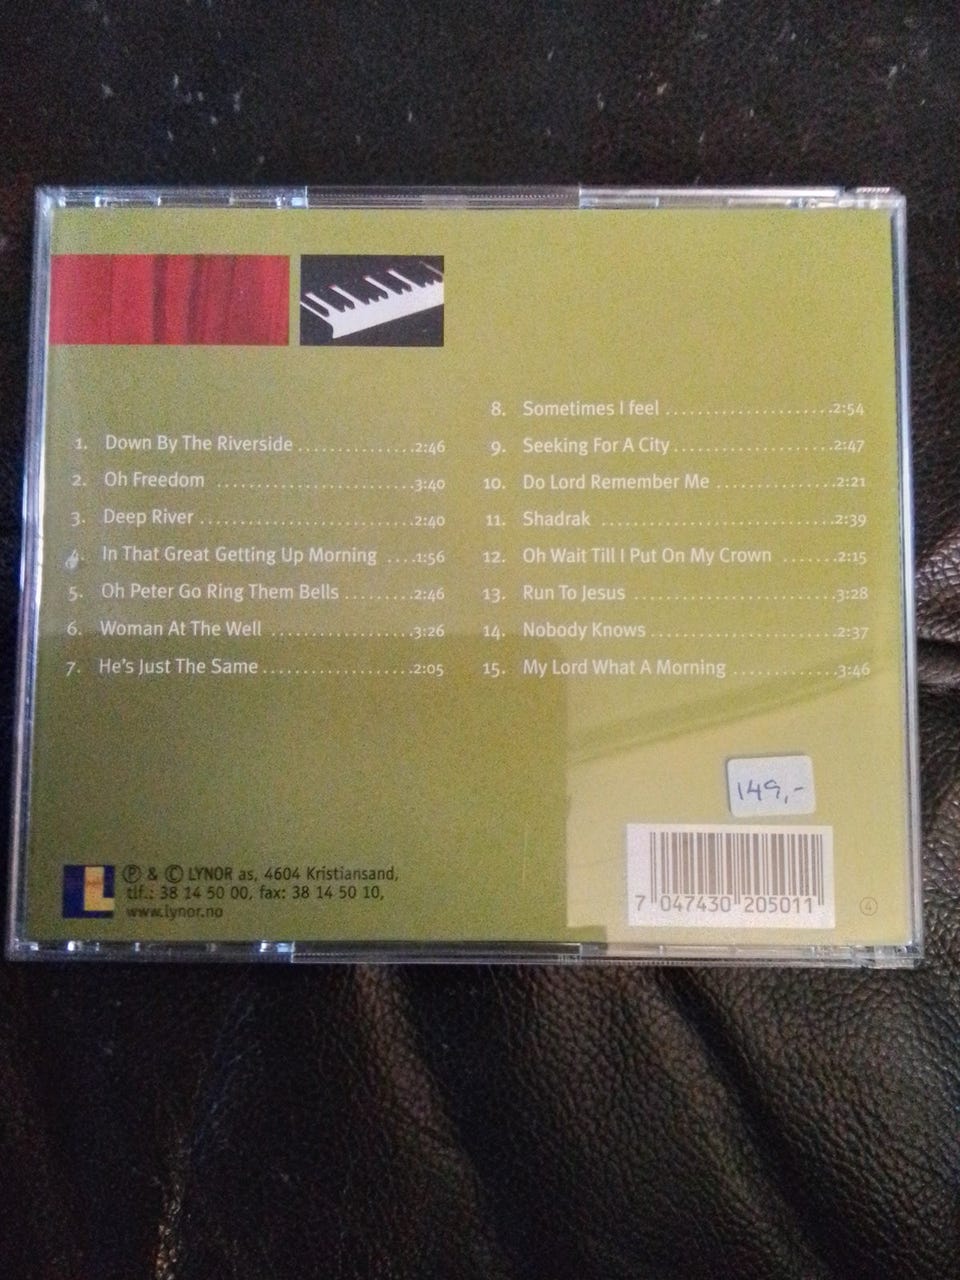 1. Down By The Riverside ..................2:46
2. Oh Freedom .............................3:40
3. Deep River .............................2:40
4. In That Great Getting Up Morning ....1:56
5. Oh Peter Go Ring Them Bells .........2:46
6. Woman At The Well ....................3:26
7. He's Just The Same ....................2:05
8. Sometimes I feel .....................2:54
9. Seeking For A City ....................2:47
10. Do Lord Remember Me ...............2:21
11. Shadrak ..............................2:39
12. Oh Wait Till I Put On My Crown .......2:15
13. Run To Jesus ..........................3:28
14. Nobody Knows ........................2:37
15. My Lord What A Morning .............3:46
149,-
Ⓟ & © LYNOR as, 4604 Kristiansand,
tlf.: 38 14 50 00, fax: 38 14 50 10,
www.lynor.no
7 047430 205011
4